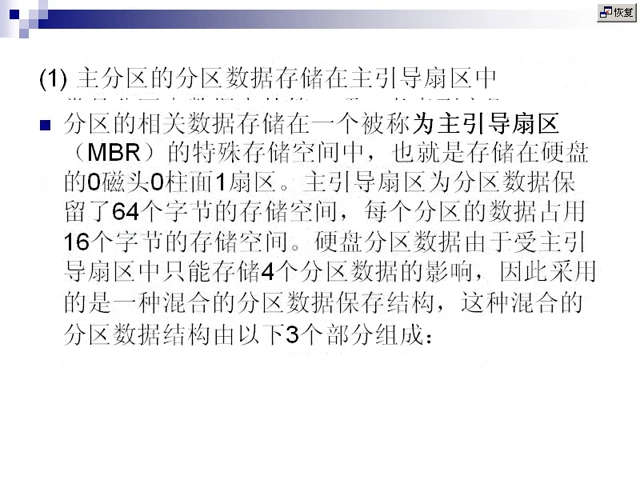 恢复
(1) 主分区的分区数据存储在主引导扇区中
分区的相关数据存储在一个被称为主引导扇区
（MBR）的特殊存储空间中，也就是存储在硬盘
的0磁头0柱面1扇区。主引导扇区为分区数据保
留了64个字节的存储空间，每个分区的数据占用
16个字节的存储空间。硬盘分区数据由于受主引
导扇区中只能存储4个分区数据的影响，因此采用
的是一种混合的分区数据保存结构，这种混合的
分区数据结构由以下3个部分组成：